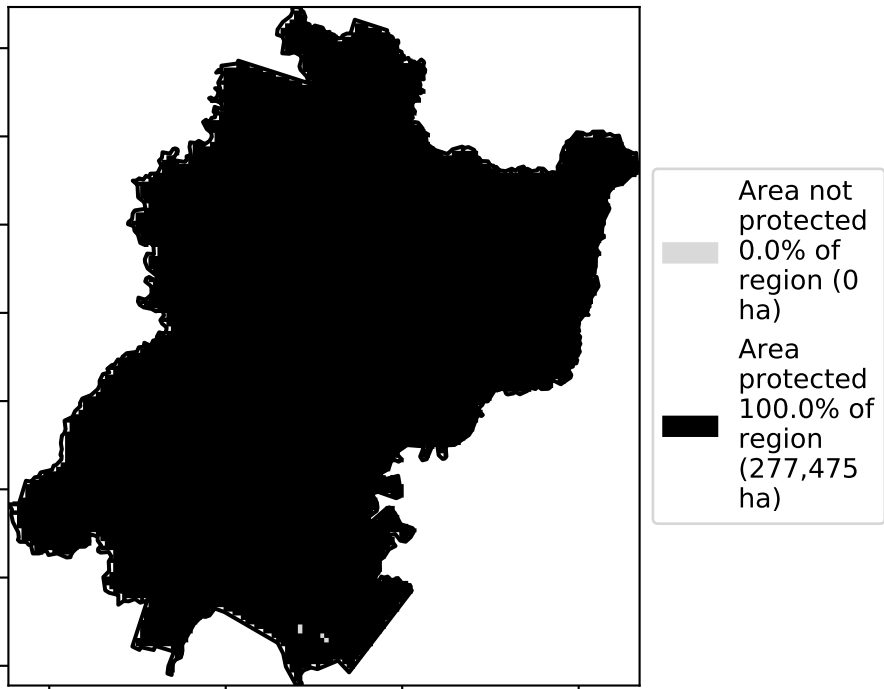 Area not
protected
0.0% of
region (0
ha)
Area
protected
100.0% of
region
(277,475
ha)